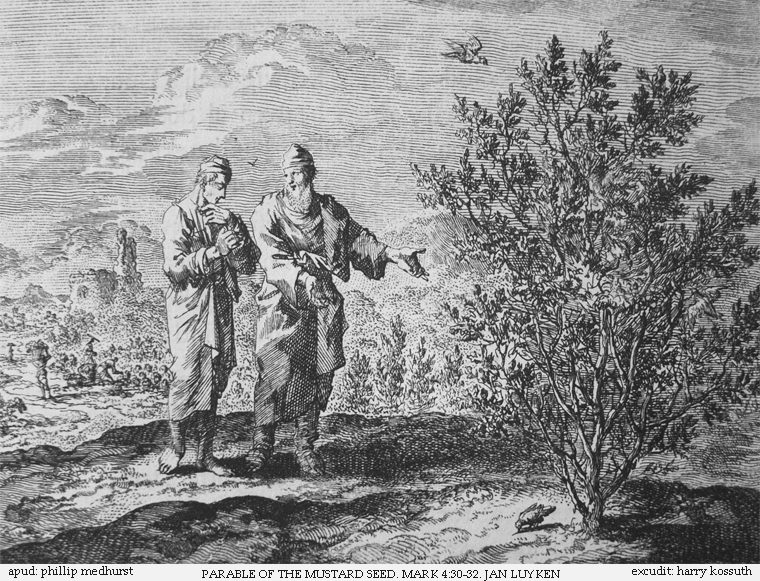 apud: phillip medhurst PARABLE OF THE MUSTARD SEED. MARK 4:30-32. JAN LUYKEN excudit: harry kossuth